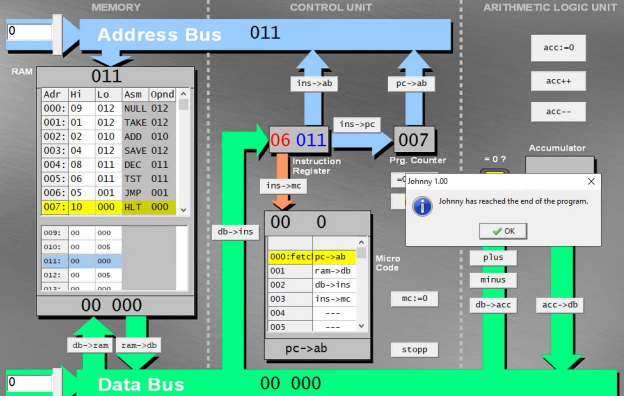 MEMORY
CONTROL UNIT
ARITHMETIC LOGIC UNIT
0
Address Bus 011
acc:=0
RAM
011
ins->ab
pc->ab
acc++
Adr Hi Lo Asm Opnd
000: 09 012 NULL 012
001: 01 012 TAKE 012
002: 02 010 ADD 010
003: 04 012 SAVE 012
004: 08 011 DEC 011
005: 06 011 TST 011
006: 05 001 JMP 001
007: 10 000 HLT 000
acc--
ins->pc
06 011
007
Instruction
Register
Prg. Counter
= 0 ?
Accumulator
ins->mc
Johnny 1.00
Johnny has reached the end of the program.
OK
009: 00 000
010: 00 005
011: 00 000
012: 00 005
013: 00 000
db->ins
00 0
000:fetc pc->ab
001 ram->db
002 db->ins
003 ins->mc
004 ---
005 ---
Micro
Code
pc->ab
plus
minus
db->acc
acc->db
mc:=0
stopp
00 000
db->ram
ram->db
0
Data Bus 00 000